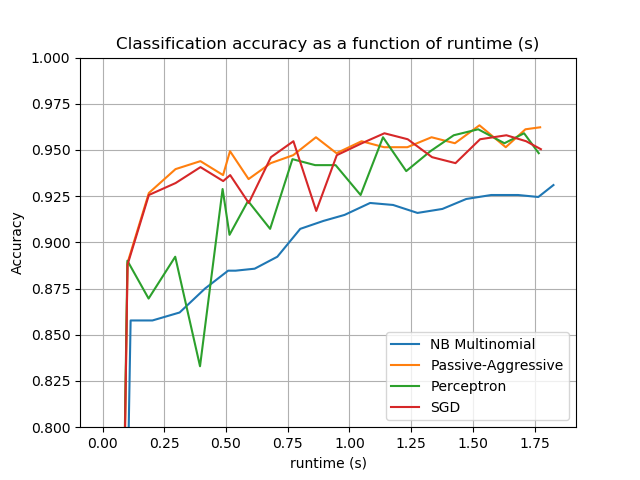 Classification accuracy as a function of runtime (s)
1.000
0.975
0.950
0.925
0.900
0.875
0.850
0.825
0.800
Accuracy
NB Multinomial
Passive-Aggressive
Perceptron
SGD
0.00 0.25 0.50 0.75 1.00 1.25 1.50 1.75
runtime (s)